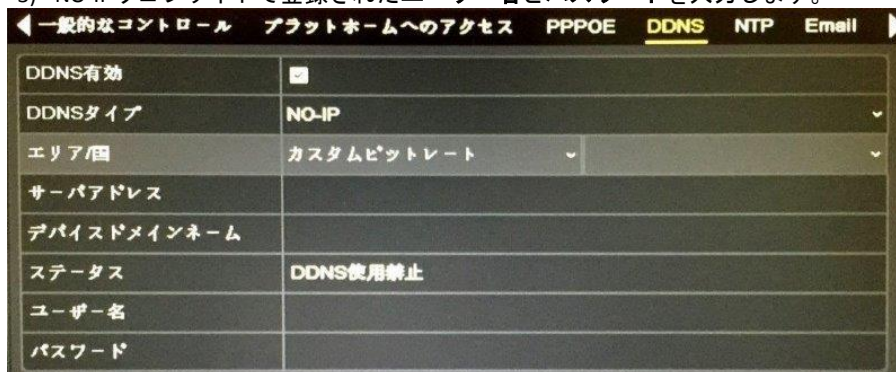 一般的なコントロール プラットホームへのアクセス PPPOE DDNS NTP Email
DDNS有効
DDNSタイプ NO-IP
エリア/国 カスタムビットレート
サーバアドレス
デバイスドメインネーム
ステータス DDNS使用禁止
ユーザー名
パスワード